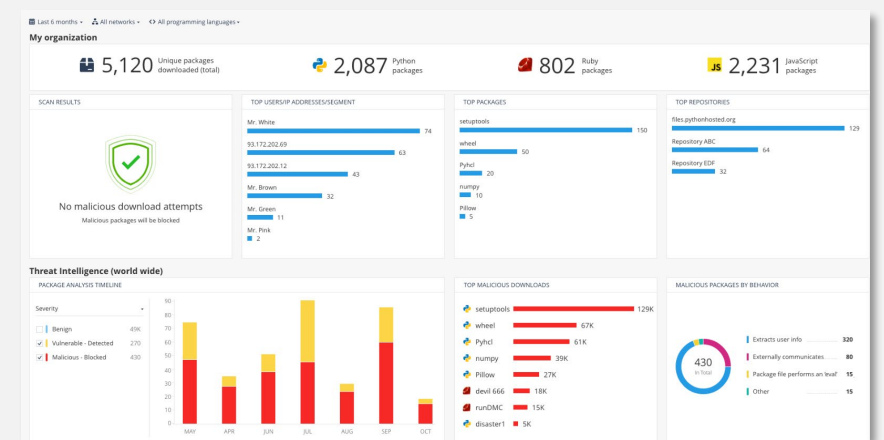 Last 6 months
All networks
<> All programming languages
My organization
5,120 Unique packages downloaded (total)
2,087 Python packages
802 Ruby packages
JS 2,231 JavaScript packages
SCAN RESULTS
No malicious download attempts
Malicious packages will be blocked
TOP USERS/IP ADDRESSES/SEGMENT
Mr. White
74
93.172.202.69
63
93.172.202.12
43
Mr. Brown
32
Mr. Green
11
Mr. Pink
2
TOP PACKAGES
setuptools
150
wheel
50
Pyhcl
20
numpy
10
Pillow
5
TOP REPOSITORIES
files.pythonhosted.org
129
Repository ABC
64
Repository EDF
32
Threat Intelligence (world wide)
PACKAGE ANALYSIS TIMELINE
Severity
Benign 49K
Vulnerable - Detected 270
Malicious - Blocked 430
90
80
70
60
50
40
30
20
10
0
MAY APR JUN JUL AUG SEP OCT
TOP MALICIOUS DOWNLOADS
setuptools 129K
wheel 67K
Pyhcl 61K
numpy 39K
Pillow 27K
devil 666 18K
runDMC 15K
disaster1 5K
MALICIOUS PACKAGES BY BEHAVIOR
430
in total
Extracts user info 320
Externally communicates 80
Package file performs an 'eval' 15
Other 15